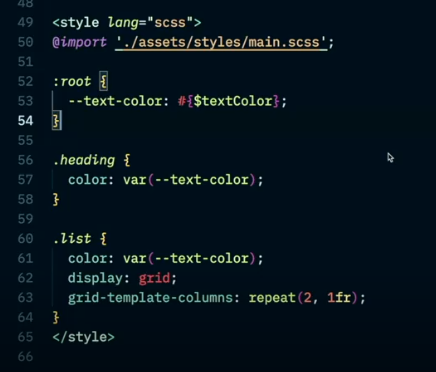 48
49 <style lang="scss">
50 @import './assets/styles/main.scss';
51
52 :root {
53 --text-color: #{$textColor};
54 }
55
56 .heading {
57 color: var(--text-color);
58 }
59
60 .list {
61 color: var(--text-color);
62 display: grid;
63 grid-template-columns: repeat(2, 1fr);
64 }
65 </style>
66